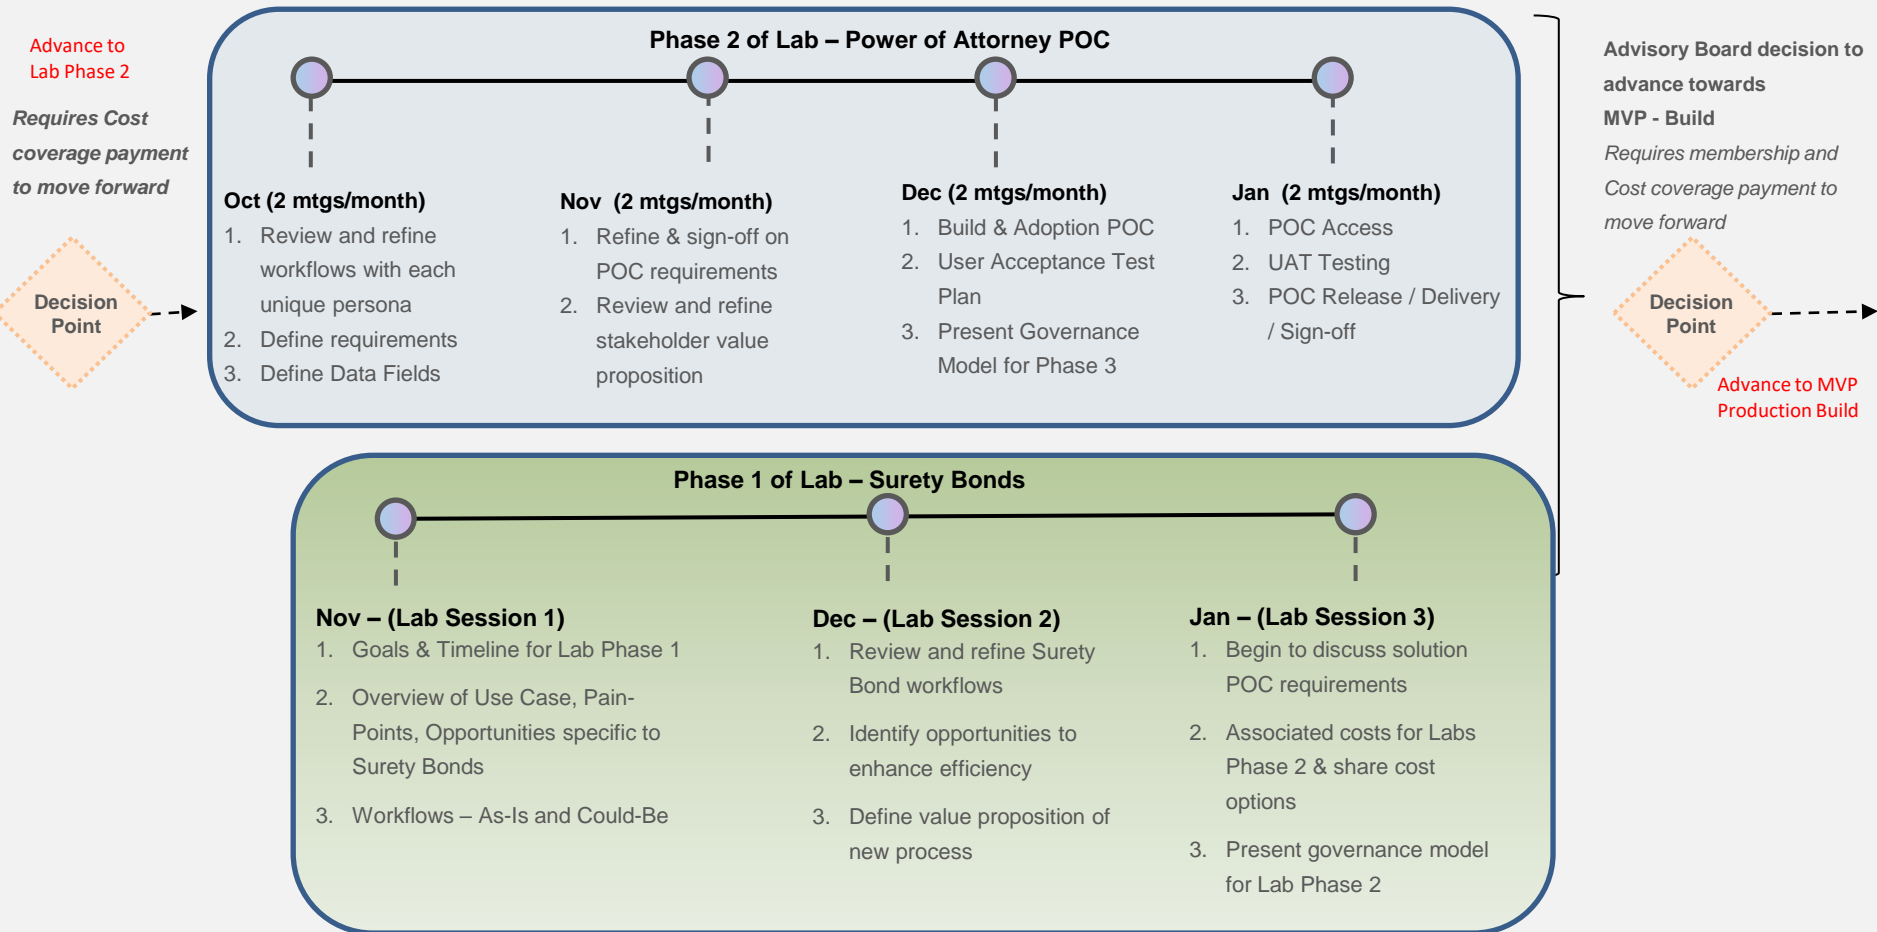 Advance to
Lab Phase 2
Requires Cost
coverage payment
to move forward
Decision
Point
Phase 2 of Lab – Power of Attorney POC
Oct (2 mtgs/month)
1. Review and refine
workflows with each
unique persona
2. Define requirements
3. Define Data Fields
Nov (2 mtgs/month)
1. Refine & sign-off on
POC requirements
2. Review and refine
stakeholder value
proposition
Dec (2 mtgs/month)
1. Build & Adoption POC
2. User Acceptance Test
Plan
3. Present Governance
Model for Phase 3
Jan (2 mtgs/month)
1. POC Access
2. UAT Testing
3. POC Release / Delivery
/ Sign-off
Advisory Board decision to
advance towards
MVP - Build
Requires membership and
Cost coverage payment to
move forward
Decision
Point
Advance to MVP
Production Build
Phase 1 of Lab – Surety Bonds
Nov – (Lab Session 1)
1. Goals & Timeline for Lab Phase 1
2. Overview of Use Case, Pain-
Points, Opportunities specific to
Surety Bonds
3. Workflows – As-Is and Could-Be
Dec – (Lab Session 2)
1. Review and refine Surety
Bond workflows
2. Identify opportunities to
enhance efficiency
3. Define value proposition of
new process
Jan – (Lab Session 3)
1. Begin to discuss solution
POC requirements
2. Associated costs for Labs
Phase 2 & share cost
options
3. Present governance model
for Lab Phase 2